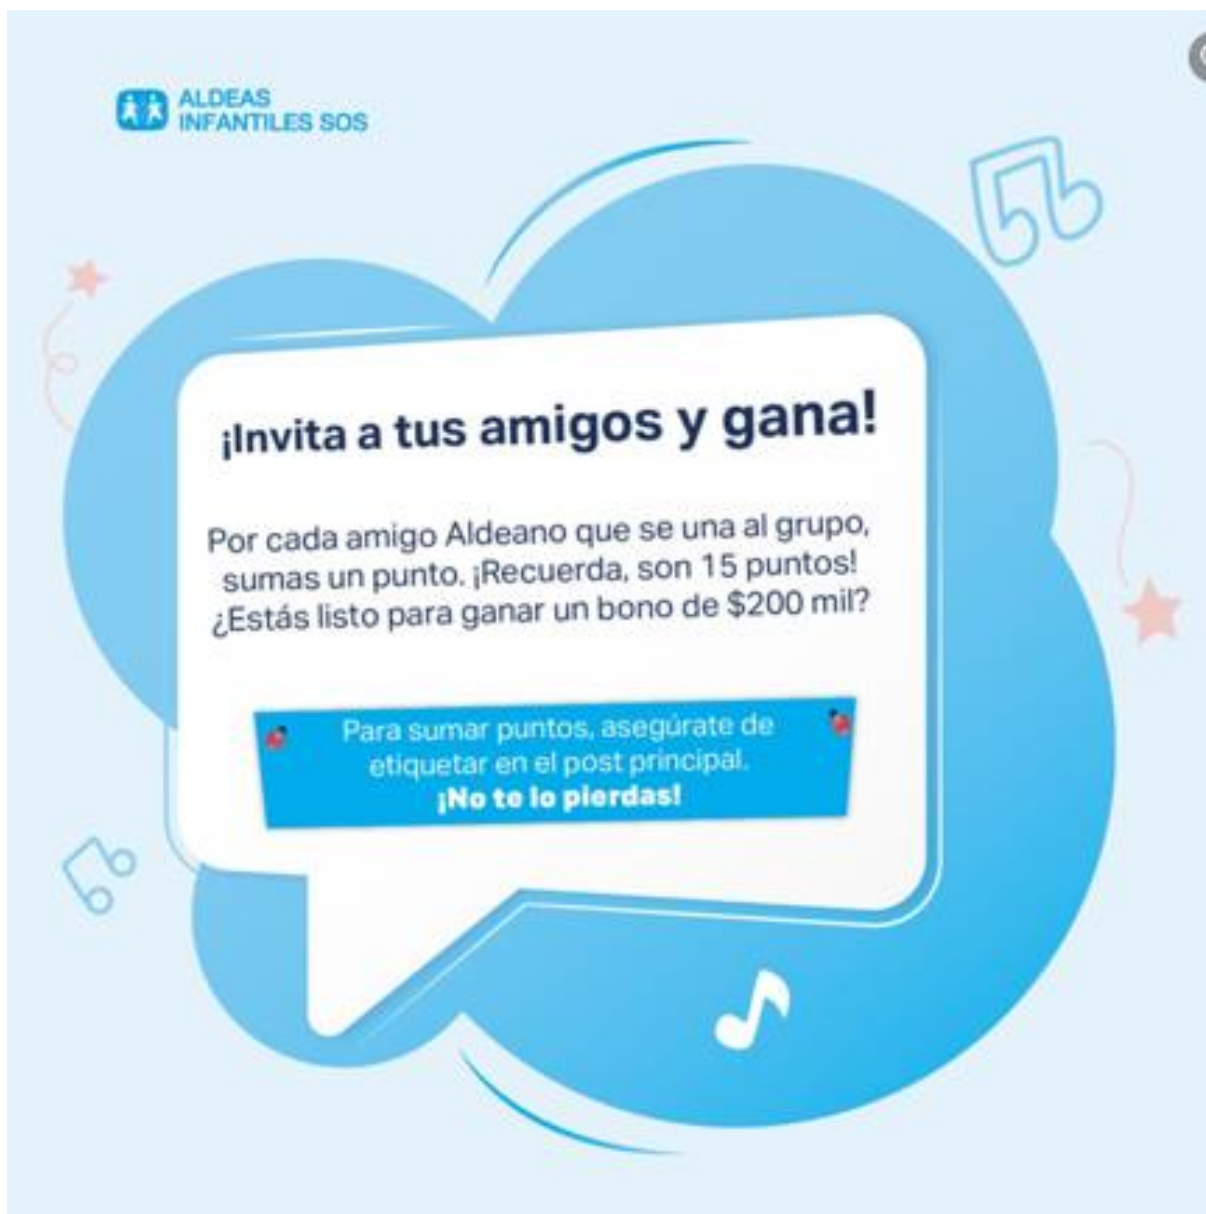 ALDEAS
INFANTILES SOS
¡Invita a tus amigos y gana!
Por cada amigo Aldeano que se una al grupo,
sumas un punto. ¡Recuerda, son 15 puntos!
¿Estás listo para ganar un bono de $200 mil?
Para sumar puntos, asegúrate de
etiquetar en el post principal.
¡No te lo pierdas!